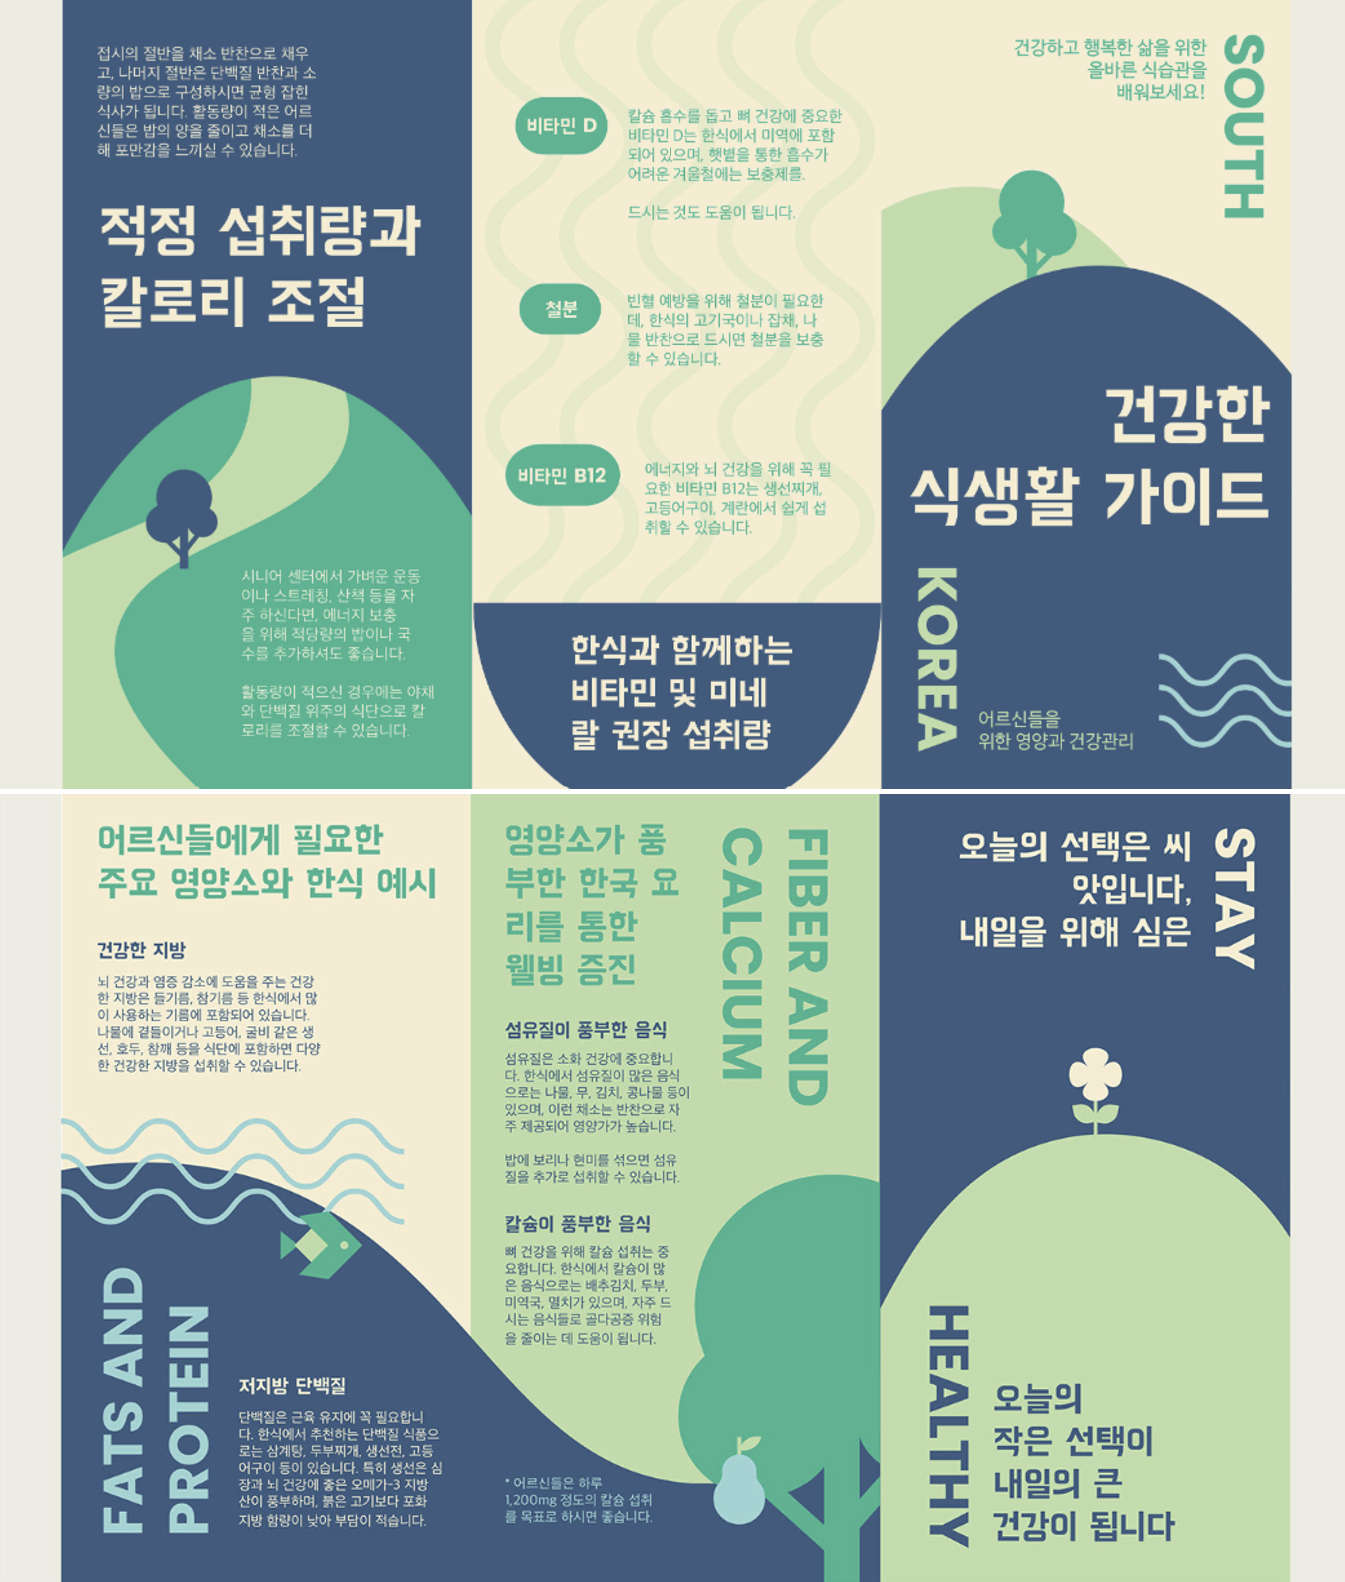 접시의 절반을 채소 반찬으로 채우
고, 나머지 절반은 단백질 반찬과 소
량의 밥으로 구성하시면 균형 잡힌
식사가 됩니다. 활동량이 적은 어르
신들은 밥의 양을 줄이고 채소를 더
해 포만감을 느끼실 수 있습니다.
적정 섭취량과
칼로리 조절
시니어 센터에서 가벼운 운동
이나 스트레칭, 산책 등을 자
주 하신다면, 에너지 보충
을 위해 적당량의 밥이나 국
수를 추가하셔도 좋습니다.
활동량이 적으신 경우에는 야채
와 단백질 위주의 식단으로 칼
로리를 조절할 수 있습니다.
비타민 D
칼슘 흡수를 돕고 뼈 건강에 중요한
비타민 D는 한식에서 미역에 포함
되어 있으며, 햇볕을 통한 흡수가
어려운 겨울철에는 보충제를.
드시는 것도 도움이 됩니다.
철분
빈혈 예방을 위해 철분이 필요한
데, 한식의 고기국이나 잡채, 나
물 반찬으로 드시면 철분을 보충
할 수 있습니다.
비타민 B12
에너지와 뇌 건강을 위해 꼭 필
요한 비타민 B12는 생선찌개,
고등어구이, 계란에서 쉽게 섭
취할 수 있습니다.
한식과 함께하는
비타민 및 미네
랄 권장 섭취량
건강하고 행복한 삶을 위한
올바른 식습관을
배워보세요!
SOUTH
건강한
식생활 가이드
KOREA
어르신들을
위한 영양과 건강관리
어르신들에게 필요한
주요 영양소와 한식 예시
건강한 지방
뇌 건강과 염증 감소에 도움을 주는 건강
한 지방은 들기름, 참기름 등 한식에서 많
이 사용하는 기름에 포함되어 있습니다.
나물에 곁들이거나 고등어, 굴비 같은 생
선, 호두, 참깨 등을 식단에 포함하면 다양
한 건강한 지방을 섭취할 수 있습니다.
FATS AND
PROTEIN
저지방 단백질
단백질은 근육 유지에 꼭 필요합니
다. 한식에서 추천하는 단백질 식품으
로는 삼계탕, 두부찌개, 생선전, 고등
어구이 등이 있습니다. 특히 생선은 심
장과 뇌 건강에 좋은 오메가-3 지방
산이 풍부하며, 붉은 고기보다 포화
지방 함량이 낮아 부담이 적습니다.
영양소가 풍
부한 한국 요
리를 통한
웰빙 증진
FIBER AND
CALCIUM
섬유질이 풍부한 음식
섬유질은 소화 건강에 중요합니
다. 한식에서 섬유질이 많은 음식
으로는 나물, 무, 김치, 콩나물 등이
있으며, 이런 채소는 반찬으로 자
주 제공되어 영양가가 높습니다.
밥에 보리나 현미를 섞으면 섬유
질을 추가로 섭취할 수 있습니다.
칼슘이 풍부한 음식
뼈 건강을 위해 칼슘 섭취는 중
요합니다. 한식에서 칼슘이 많
은 음식으로는 배추김치, 두부,
미역국, 멸치가 있으며, 자주 드
시는 음식들로 골다공증 위험
을 줄이는 데 도움이 됩니다.
* 어르신들은 하루
1,200mg 정도의 칼슘 섭취
를 목표로 하시면 좋습니다.
오늘의 선택은 씨
앗입니다,
내일을 위해 심은
STAY
HEALTHY
오늘의
작은 선택이
내일의 큰
건강이 됩니다